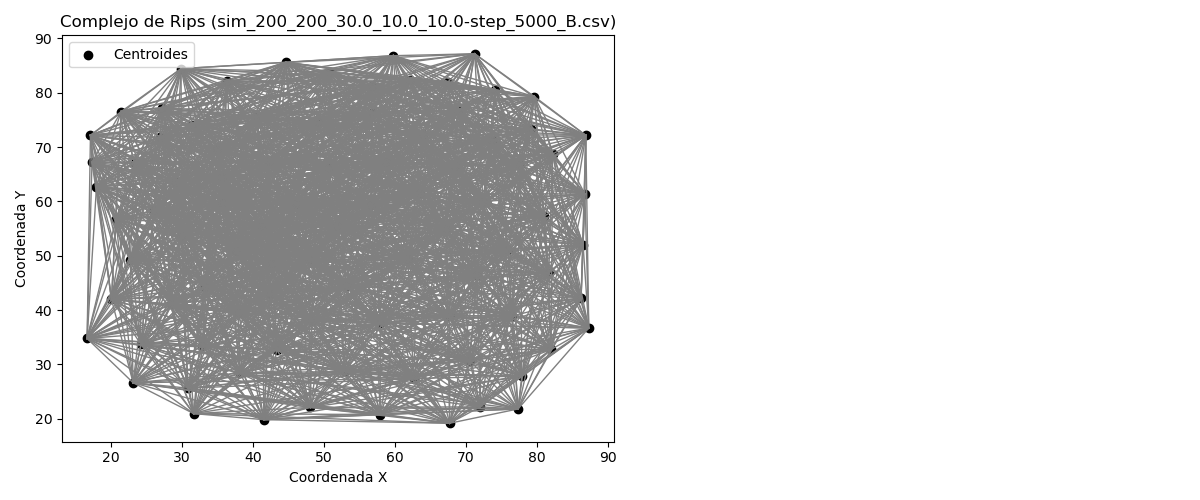 Complejo de Rips (sim_200_200_30.0_10.0_10.0-step_5000_B.csv)
Centroides
90
80
70
60
50
40
30
20
Coordenada Y
20 30 40 50 60 70 80 90
Coordenada X